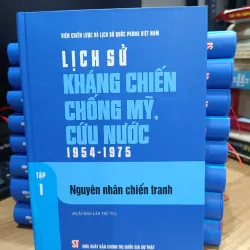 VIỆN CHIẾN LƯỢC VÀ LỊCH SỬ QUỐC PHÒNG VIỆT NAM
LỊCH SỬ
KHÁNG CHIẾN
CHỐNG MỸ,
CỨU NƯỚC
1954-1975
TẬP
I
Nguyên nhân chiến tranh
(XUẤT BẢN LẦN THỨ TƯ)
ST
NHÀ XUẤT BẢN CHÍNH TRỊ QUỐC GIA SỰ THẬT